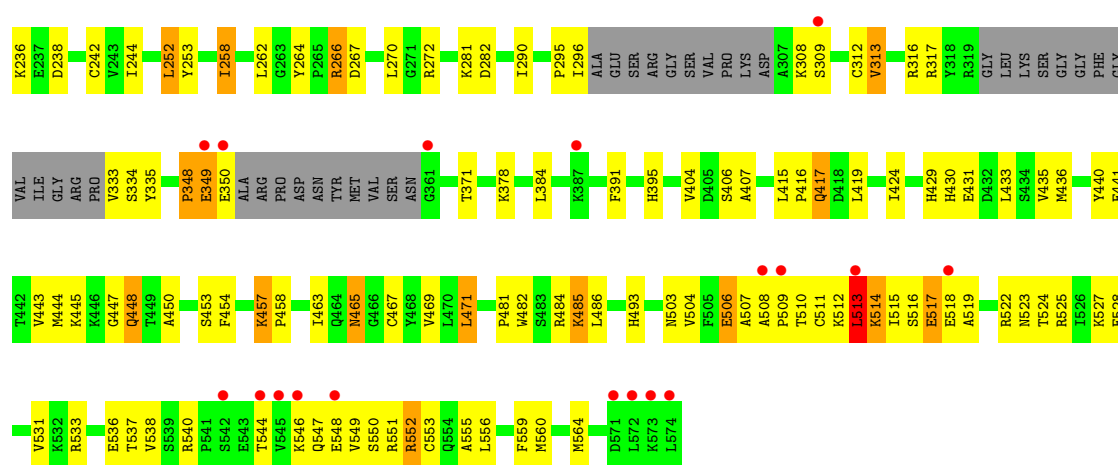 K236 E237 D238 C242 V243 I244 L252 Y253 I258 L262 G263 Y264 P265 R266 D267 L270 G271 R272 K281 D282 I290 P295 I296 ALA GLU SER ARG GLY SER VAL PRO LYS ASP A307 K308 S309 C312 V313 R316 R317 Y318 R319 GLY LEU LYS SER GLY GLY PHE GLY
VAL ILE GLY ARG PRO V333 S334 Y335 P348 E349 E350 ALA ARG PRO ASP ASN TYR MET VAL SER ASN G361 T371 K378 L384 K387 F391 H395 V404 D405 S406 A407 L415 P416 Q417 D418 L419 I424 H429 H430 E431 D432 L433 S434 V435 M436 Y440
T442 V443 M444 K445 K446 G447 Q448 T449 A450 S453 F454 K457 P458 I463 Q464 N465 G466 C467 Y468 V469 L470 L471 P481 W482 S483 R484 K485 L486 H493 N503 V504 F505 E506 A507 A508 P509 T510 C511 K512 L513 K514 I515 S516 E517 E518 A519 R522 N523 T524 R525 I526 K527
V531 K532 R533 E536 T537 V538 S539 R540 P541 S542 E543 T544 V545 K546 Q547 E548 V549 S550 R551 R552 C553 Q554 A555 L556 F559 M560 M564 D571 L572 K573 L574